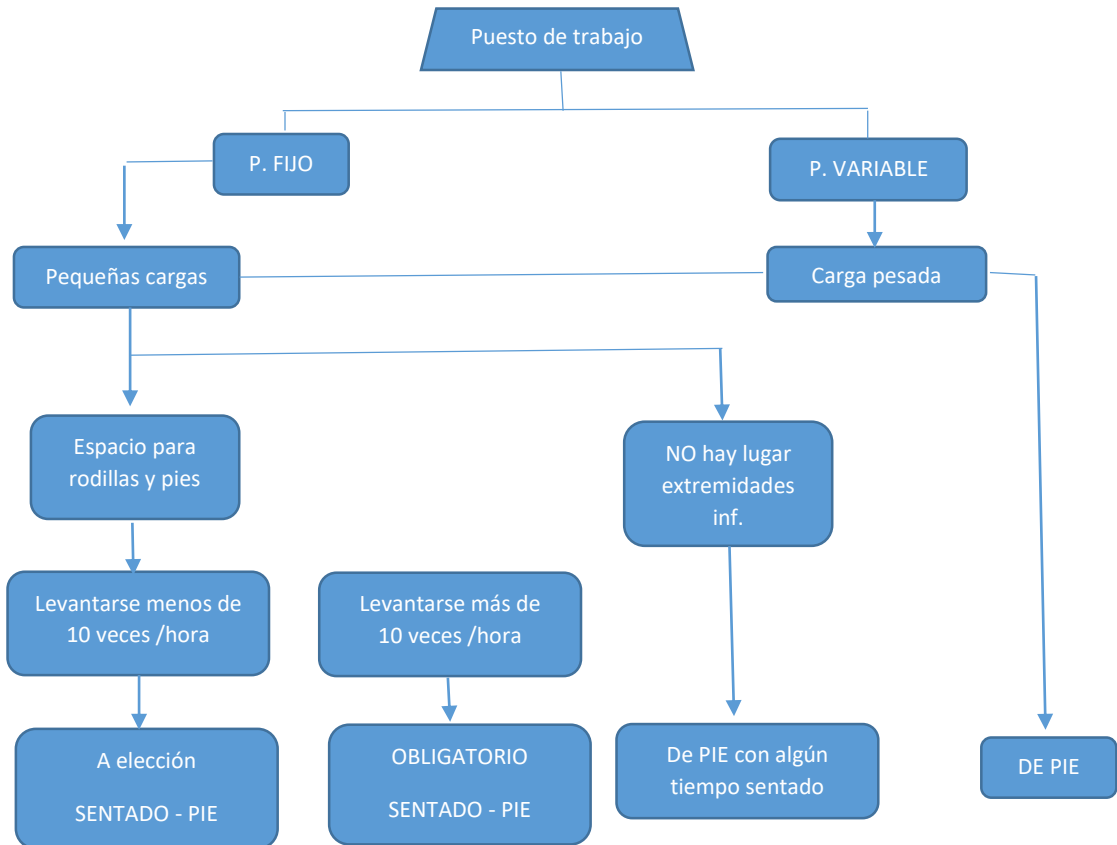 Puesto de trabajo
P. FIJO
P. VARIABLE
Pequeñas cargas
Carga pesada
Espacio para
rodillas y pies
NO hay lugar
extremidades
inf.
Levantarse menos de
10 veces /hora
Levantarse más de
10 veces /hora
A elección
SENTADO - PIE
OBLIGATORIO
SENTADO - PIE
De PIE con algún
tiempo sentado
DE PIE